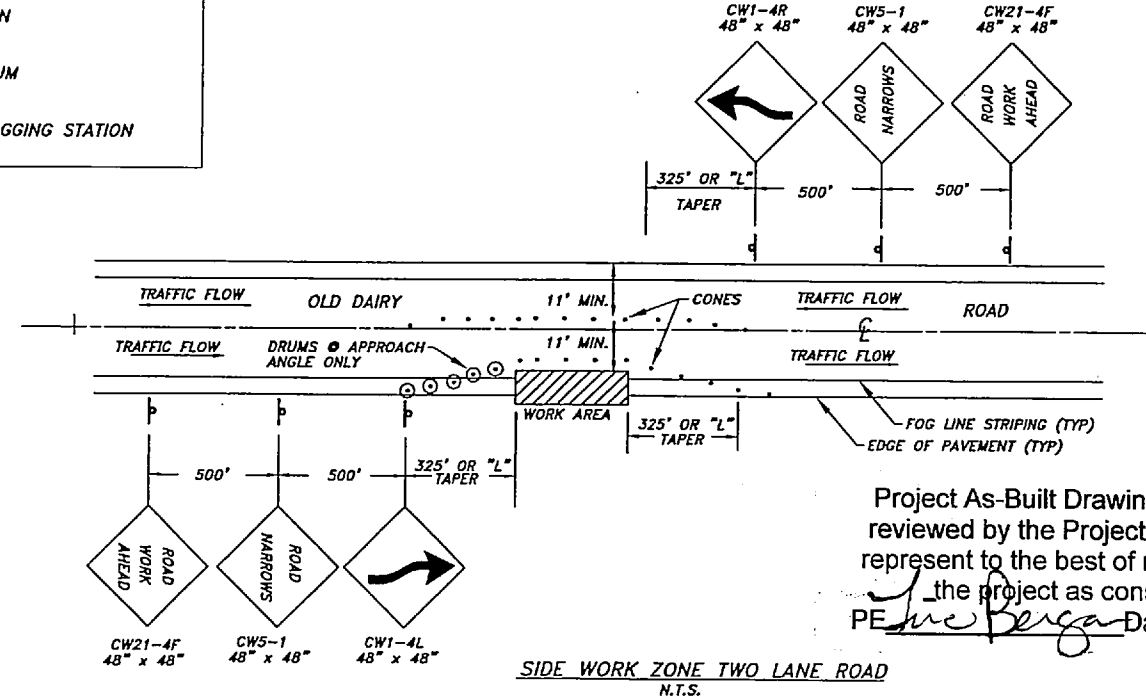 N
UM
GGING STATION
CW1-4R
48" x 48"
CW5-1
48" x 48"
CW21-4F
48" x 48"
ROAD
NARROWS
ROAD
WORK
AHEAD
325' OR "L"
TAPER
500'
500'
TRAFFIC FLOW
OLD DAIRY
11' MIN.
CONES
TRAFFIC FLOW
ROAD
TRAFFIC FLOW
DRUMS @ APPROACH
ANGLE ONLY
11' MIN.
TRAFFIC FLOW
WORK AREA
FOG LINE STRIPING (TYP)
EDGE OF PAVEMENT (TYP)
325' OR "L"
TAPER
500'
500'
325' OR "L"
TAPER
ROAD
WORK
AHEAD
ROAD
NARROWS
CW21-4F
48" x 48"
CW5-1
48" x 48"
CW1-4L
48" x 48"
Project As-Built Drawin
reviewed by the Project
represent to the best of
the project as cons
PE Da
SIDE WORK ZONE TWO LANE ROAD
N.T.S.